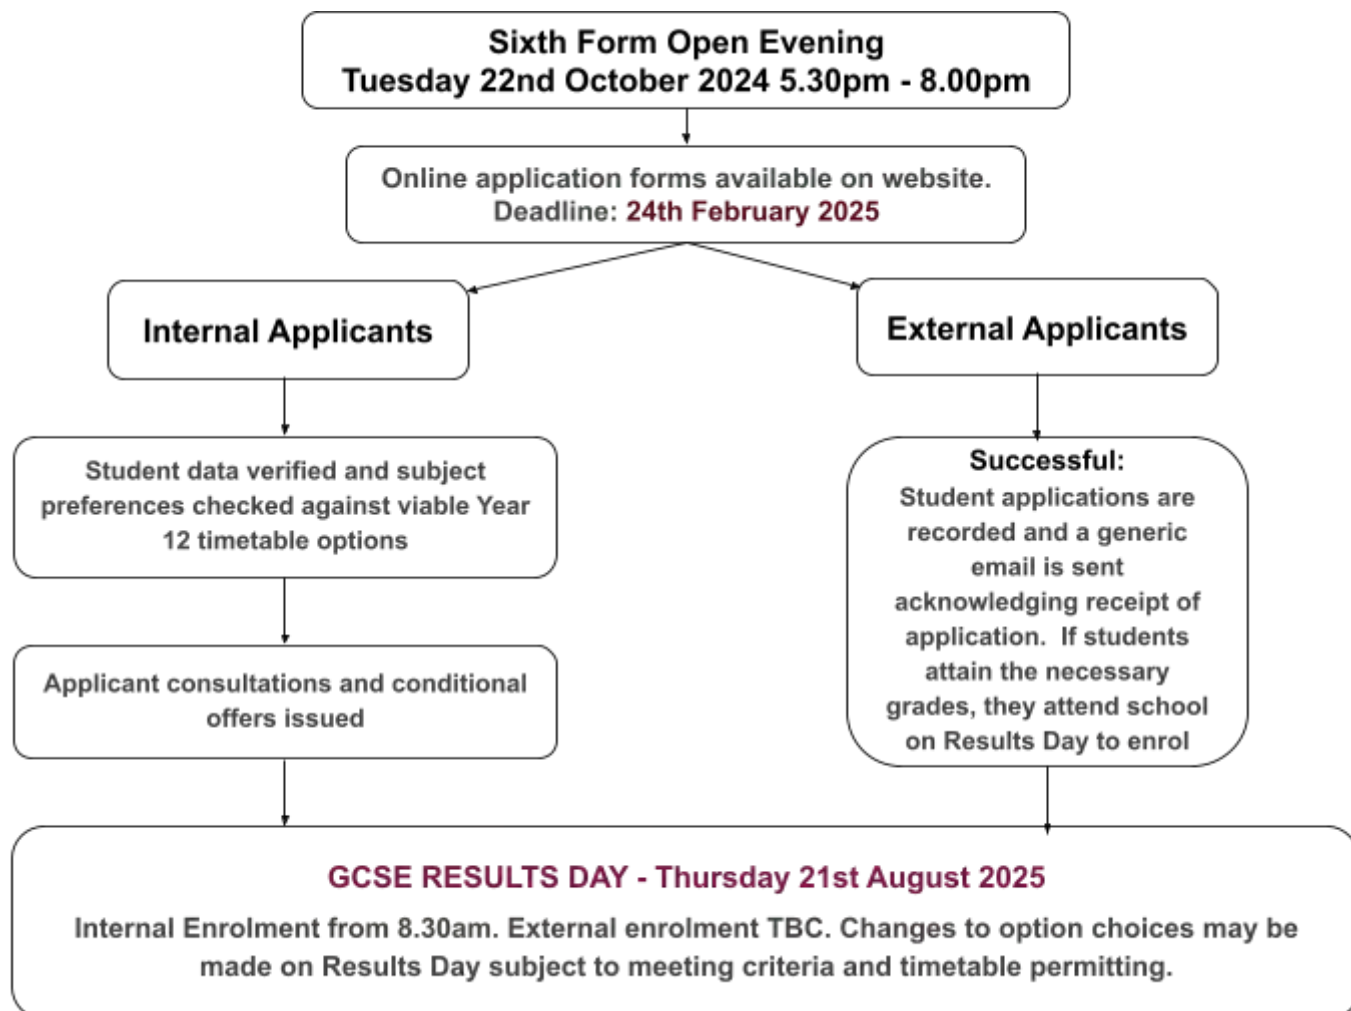 Sixth Form Open Evening
Tuesday 22nd October 2024 5.30pm - 8.00pm
Online application forms available on website.
Deadline: 24th February 2025
Internal Applicants
External Applicants
Student data verified and subject
preferences checked against viable Year
12 timetable options
Applicant consultations and conditional
offers issued
Successful:
Student applications are
recorded and a generic
email is sent
acknowledging receipt of
application.  If students
attain the necessary
grades, they attend school
on Results Day to enrol
GCSE RESULTS DAY - Thursday 21st August 2025
Internal Enrolment from 8.30am. External enrolment TBC. Changes to option choices may be
made on Results Day subject to meeting criteria and timetable permitting.